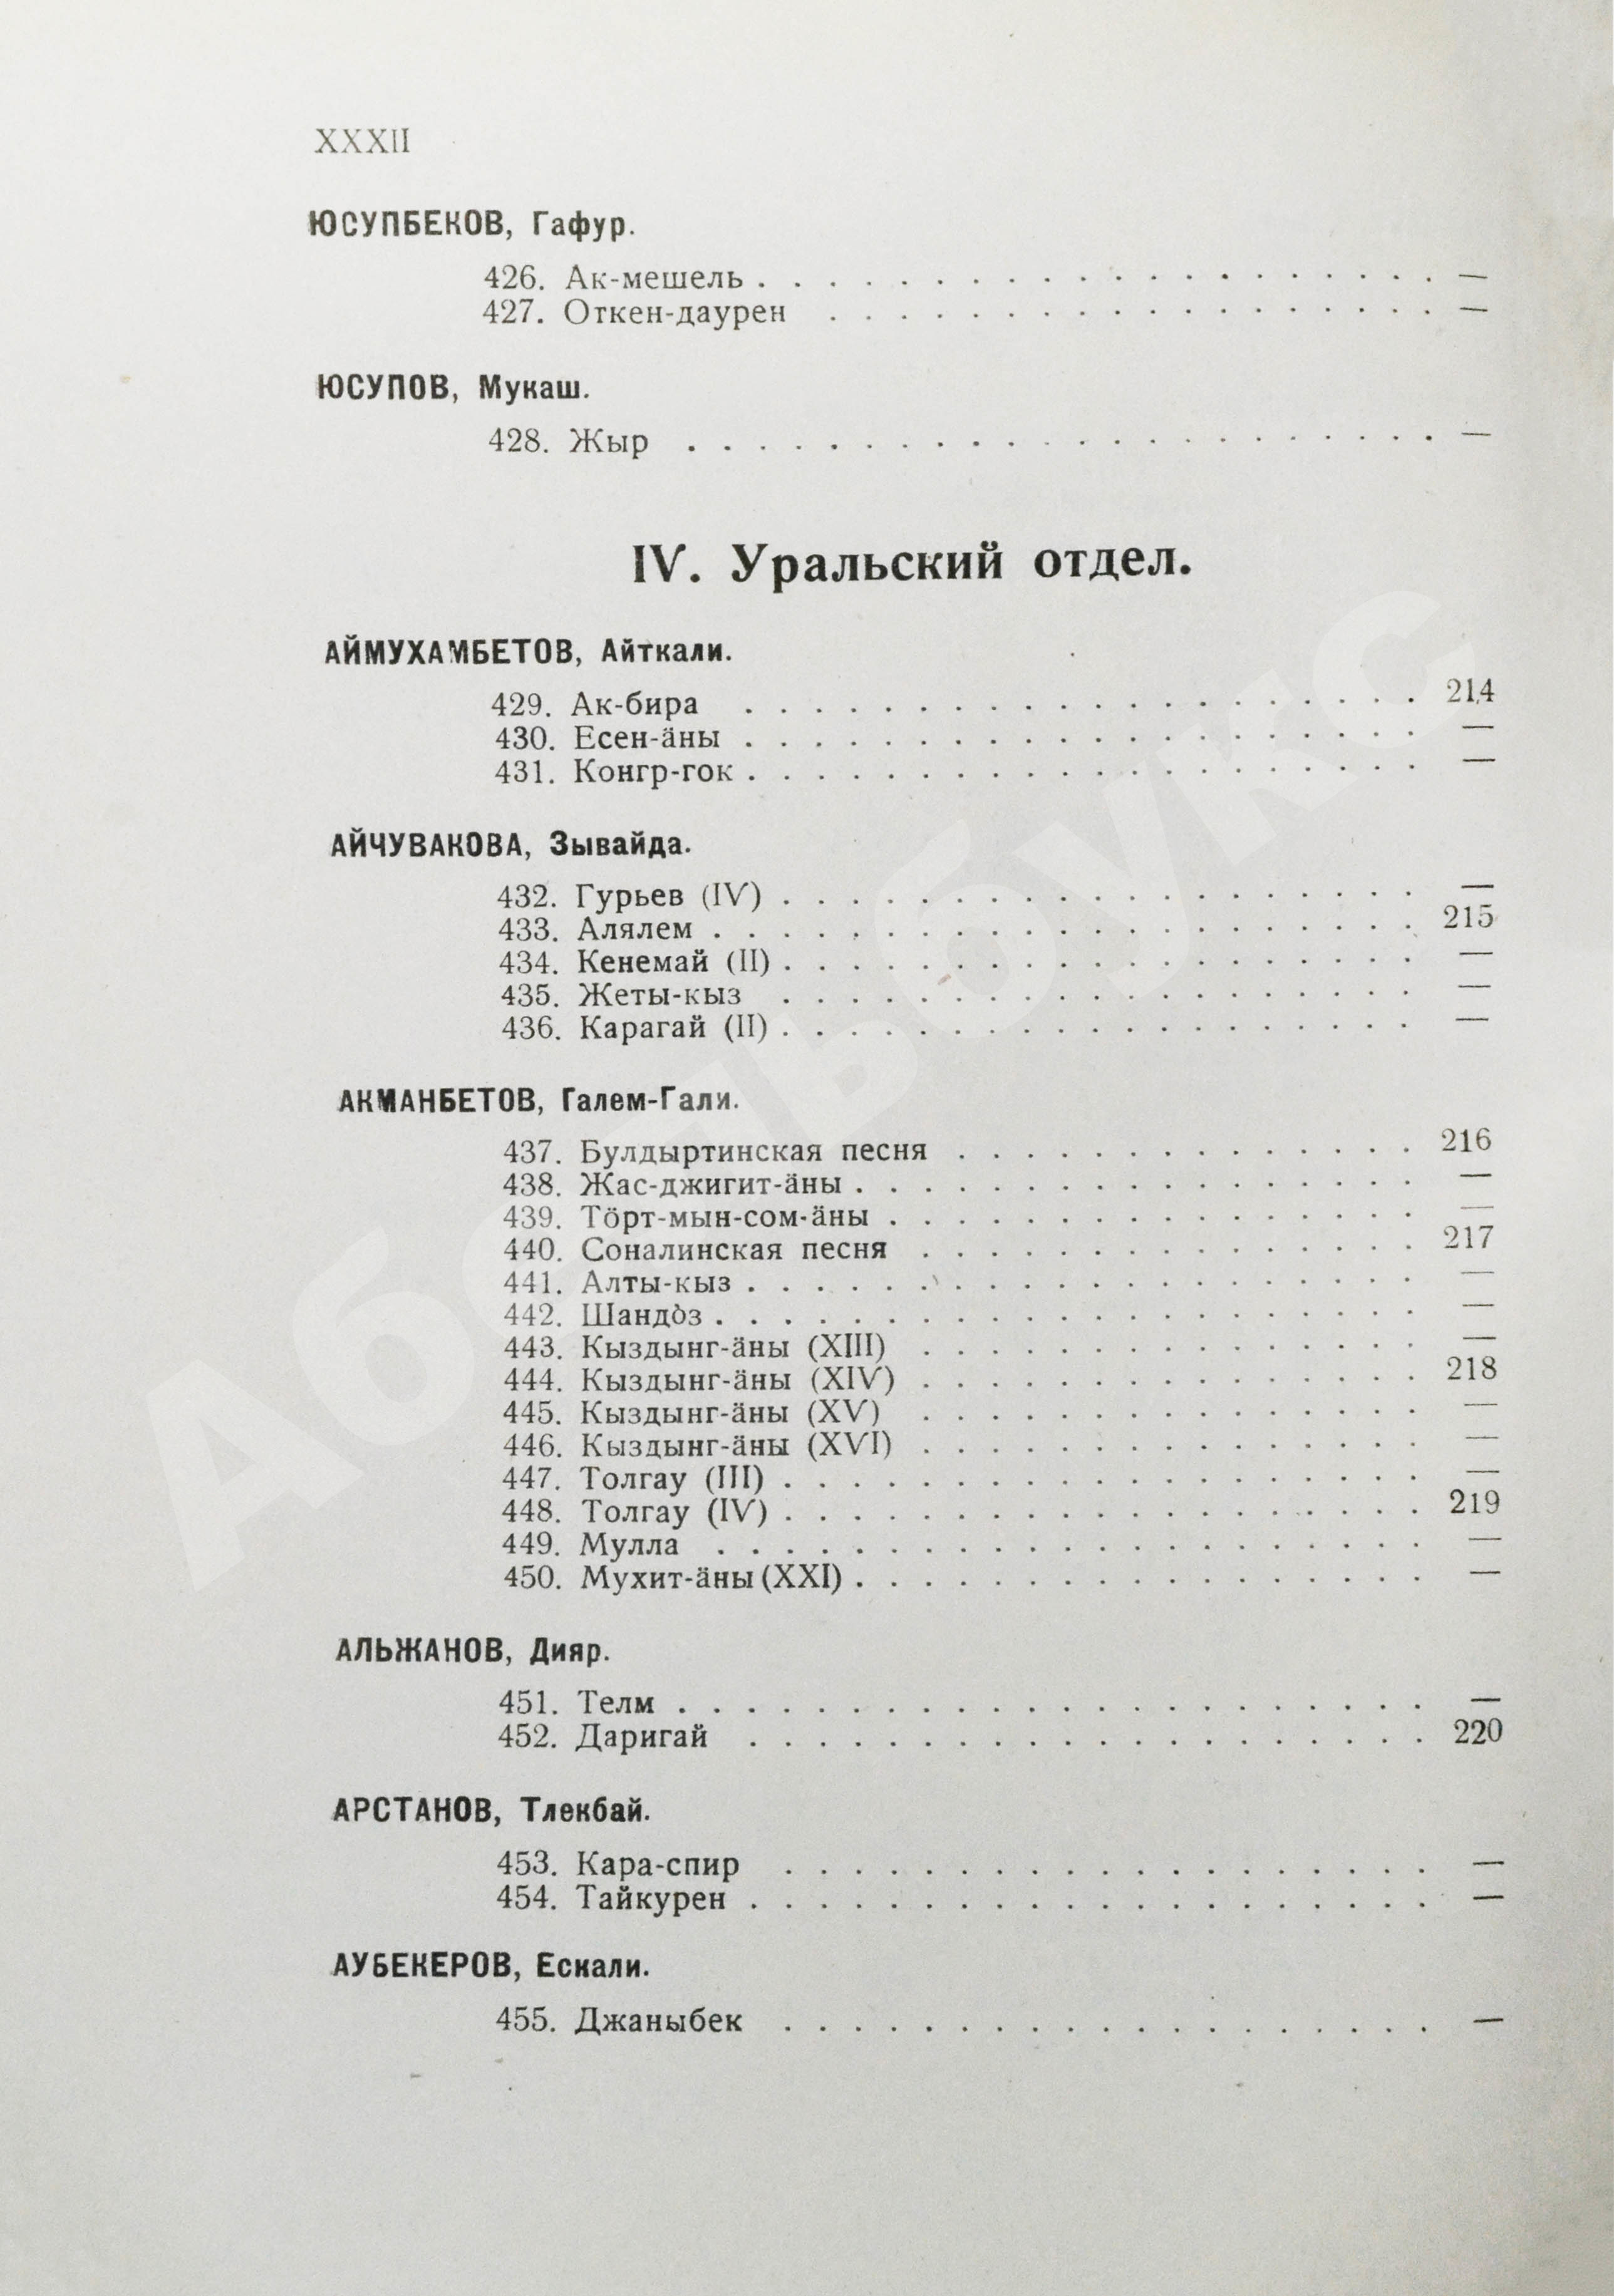 XXXII
ЮСУПБЕКОВ, Гафур.
426. Ак-мешель . . . . . . . . . . . . . . . . . . . . —
427. Откен-даурен . . . . . . . . . . . . . . . . . . —
ЮСУПОВ, Мукаш.
428. Жыр . . . . . . . . . . . . . . . . . . . . . . —
IV. Уральский отдел.
АЙМУХАМБЕТОВ, Айткали.
429. Ак-бира . . . . . . . . . . . . . . . . . . . . 214
430. Есен-äны . . . . . . . . . . . . . . . . . . . . —
431. Конгр-гок . . . . . . . . . . . . . . . . . . . . —
АЙЧУВАКОВА, Зывайда.
432. Гурьев (IV) . . . . . . . . . . . . . . . . . . . —
433. Алялем . . . . . . . . . . . . . . . . . . . . . 215
434. Кенемай (II) . . . . . . . . . . . . . . . . . . . —
435. Жеты-кыз . . . . . . . . . . . . . . . . . . . —
436. Карагай (II) . . . . . . . . . . . . . . . . . . . —
АКМАНБЕТОВ, Галем-Гали.
437. Булдыртинская песня . . . . . . . . . . . . . . 216
438. Жас-джигит-äны . . . . . . . . . . . . . . . . . —
439. Тöрт-мын-сом-äны . . . . . . . . . . . . . . . . —
440. Соналинская песня . . . . . . . . . . . . . . . 217
441. Алты-кыз . . . . . . . . . . . . . . . . . . . . —
442. Шандòз . . . . . . . . . . . . . . . . . . . . . —
443. Кыздынг-äны (XIII) . . . . . . . . . . . . . . . —
444. Кыздынг-äны (XIV) . . . . . . . . . . . . . . . 218
445. Кыздынг-äны (XV) . . . . . . . . . . . . . . . —
446. Кыздынг-äны (XVI) . . . . . . . . . . . . . . . —
447. Толгау (III) . . . . . . . . . . . . . . . . . . . —
448. Толгау (IV) . . . . . . . . . . . . . . . . . . . 219
449. Мулла . . . . . . . . . . . . . . . . . . . . . —
450. Мухит-äны (XXI) . . . . . . . . . . . . . . . . . —
АЛЬЖАНОВ, Дияр.
451. Телм . . . . . . . . . . . . . . . . . . . . . . —
452. Даригай . . . . . . . . . . . . . . . . . . . . 220
АРСТАНОВ, Тлекбай.
453. Кара-спир . . . . . . . . . . . . . . . . . . . —
454. Тайкурен . . . . . . . . . . . . . . . . . . . . —
АУБЕКЕРОВ, Ескали.
455. Джаныбек . . . . . . . . . . . . . . . . . . . —